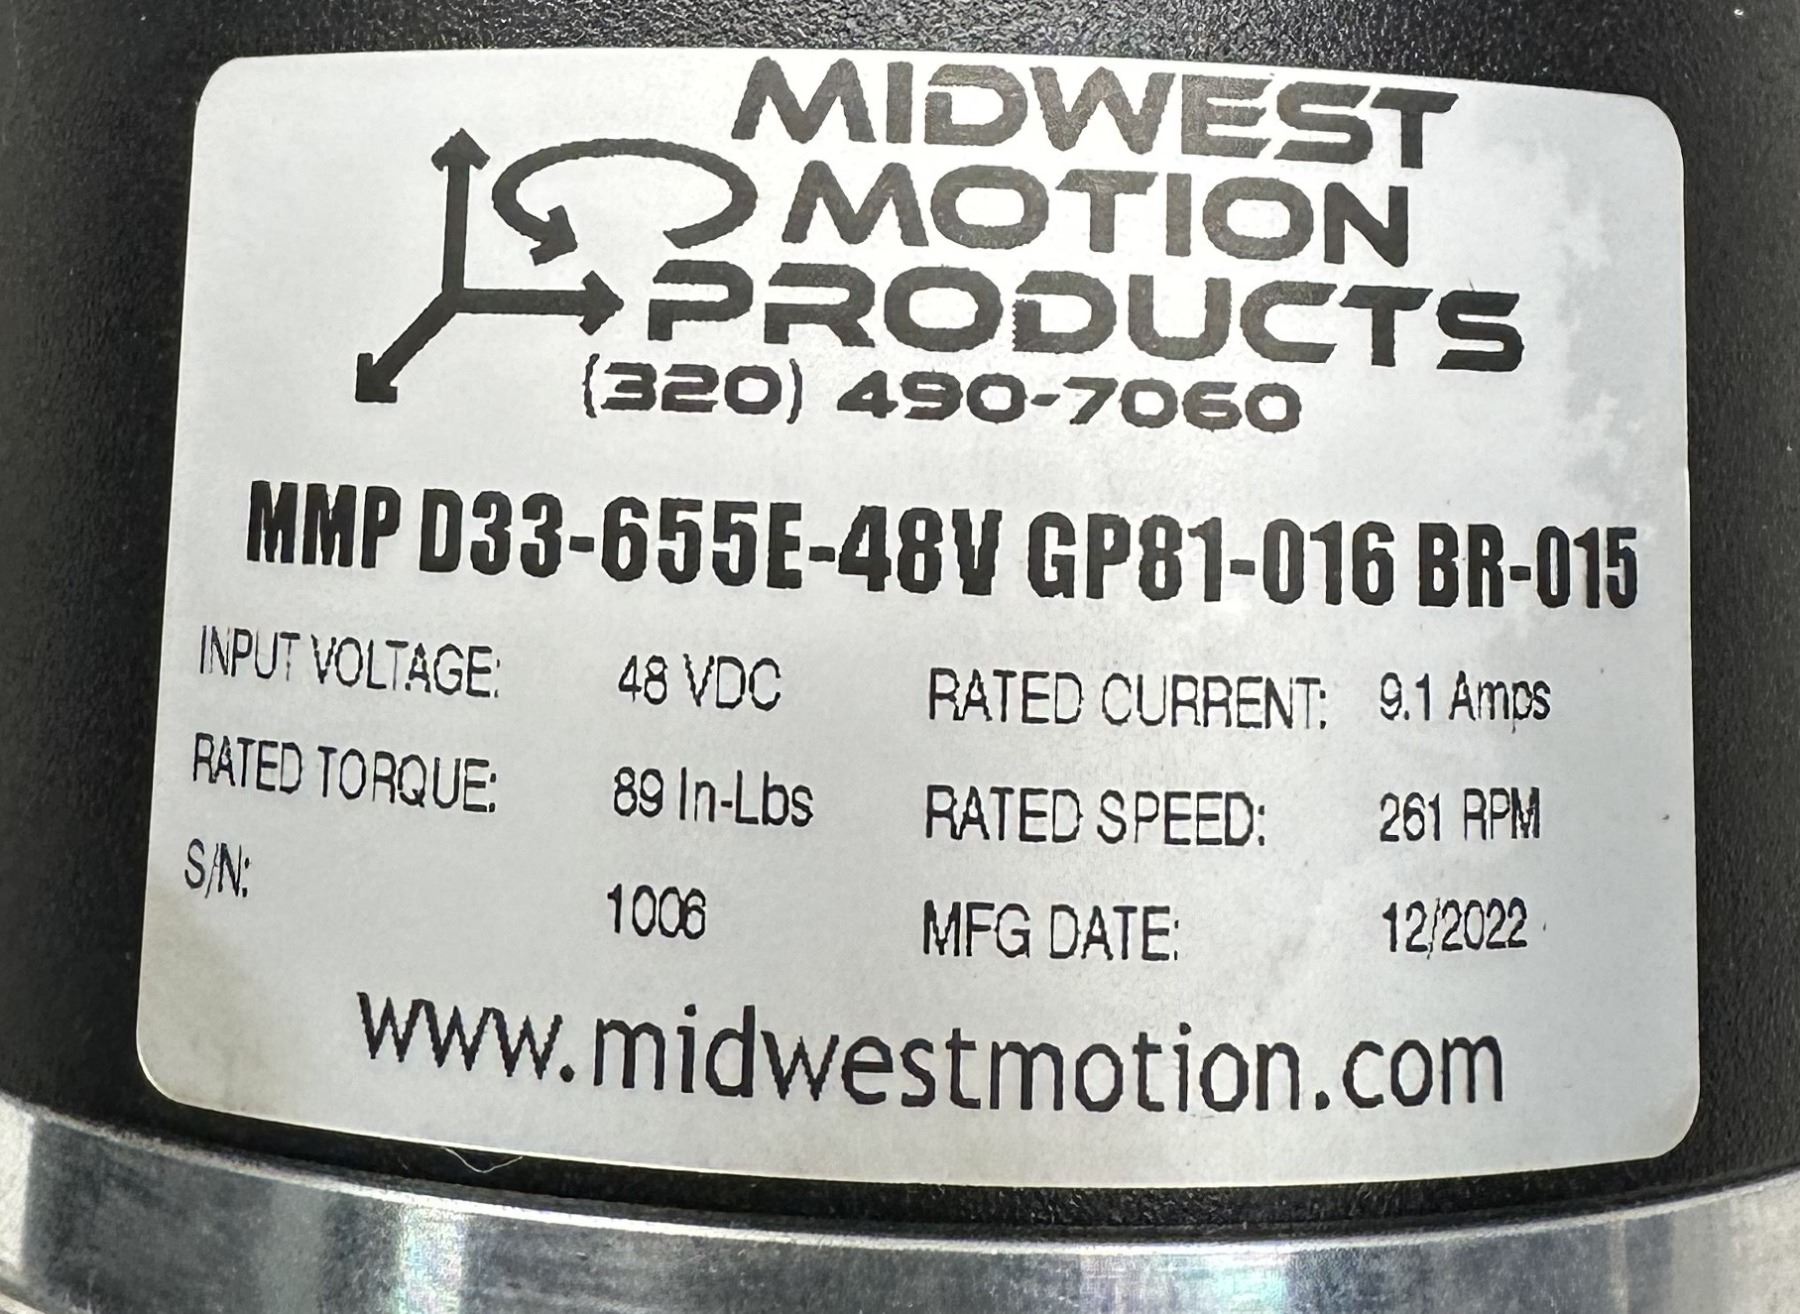 MIDWEST
MOTION
PRODUCTS
(320) 490-7060
MMP D33-655E-48V GP81-016 BR-015
INPUT VOLTAGE: 48 VDC RATED CURRENT: 9.1 Amps
RATED TORQUE: 89 In-Lbs RATED SPEED: 261 RPM
S/N: 1006 MFG DATE: 12/2022
www.midwestmotion.com